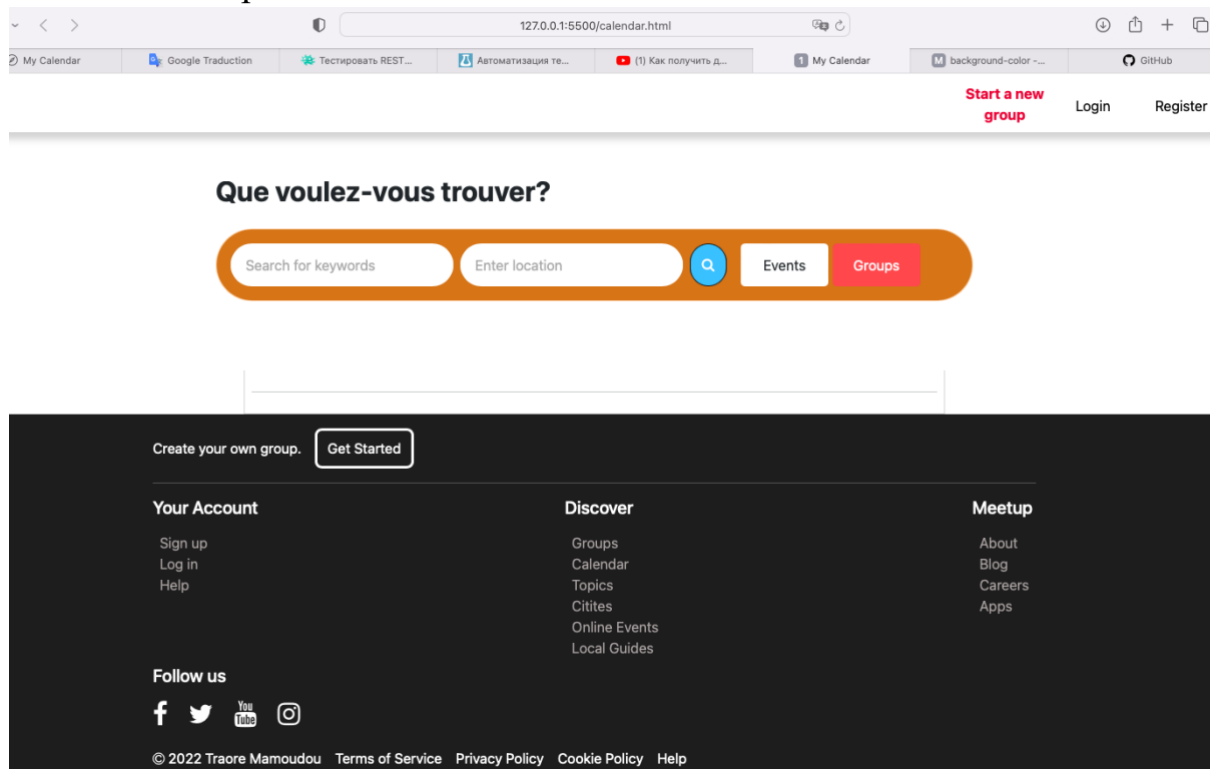 127.0.0.1:5500/calendar.html
My Calendar
Google Traduction
Тестировать REST...
Автоматизация те...
(1) Как получить д...
1 My Calendar
M background-color -...
GitHub
Start a new
group
Login
Register
Que voulez-vous trouver?
Search for keywords
Enter location
Events
Groups
Create your own group.
Get Started
Your Account
Discover
Meetup
Sign up
Groups
About
Log in
Calendar
Blog
Help
Topics
Careers
Citites
Apps
Online Events
Local Guides
Follow us
You
Tube
© 2022 Traore Mamoudou Terms of Service Privacy Policy Cookie Policy Help